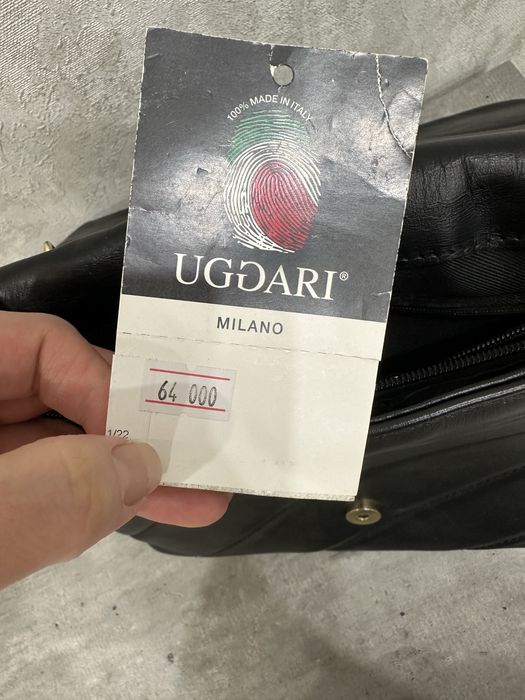 100% MADE IN ITALY
UGGARI®
MILANO
64 000
1/22